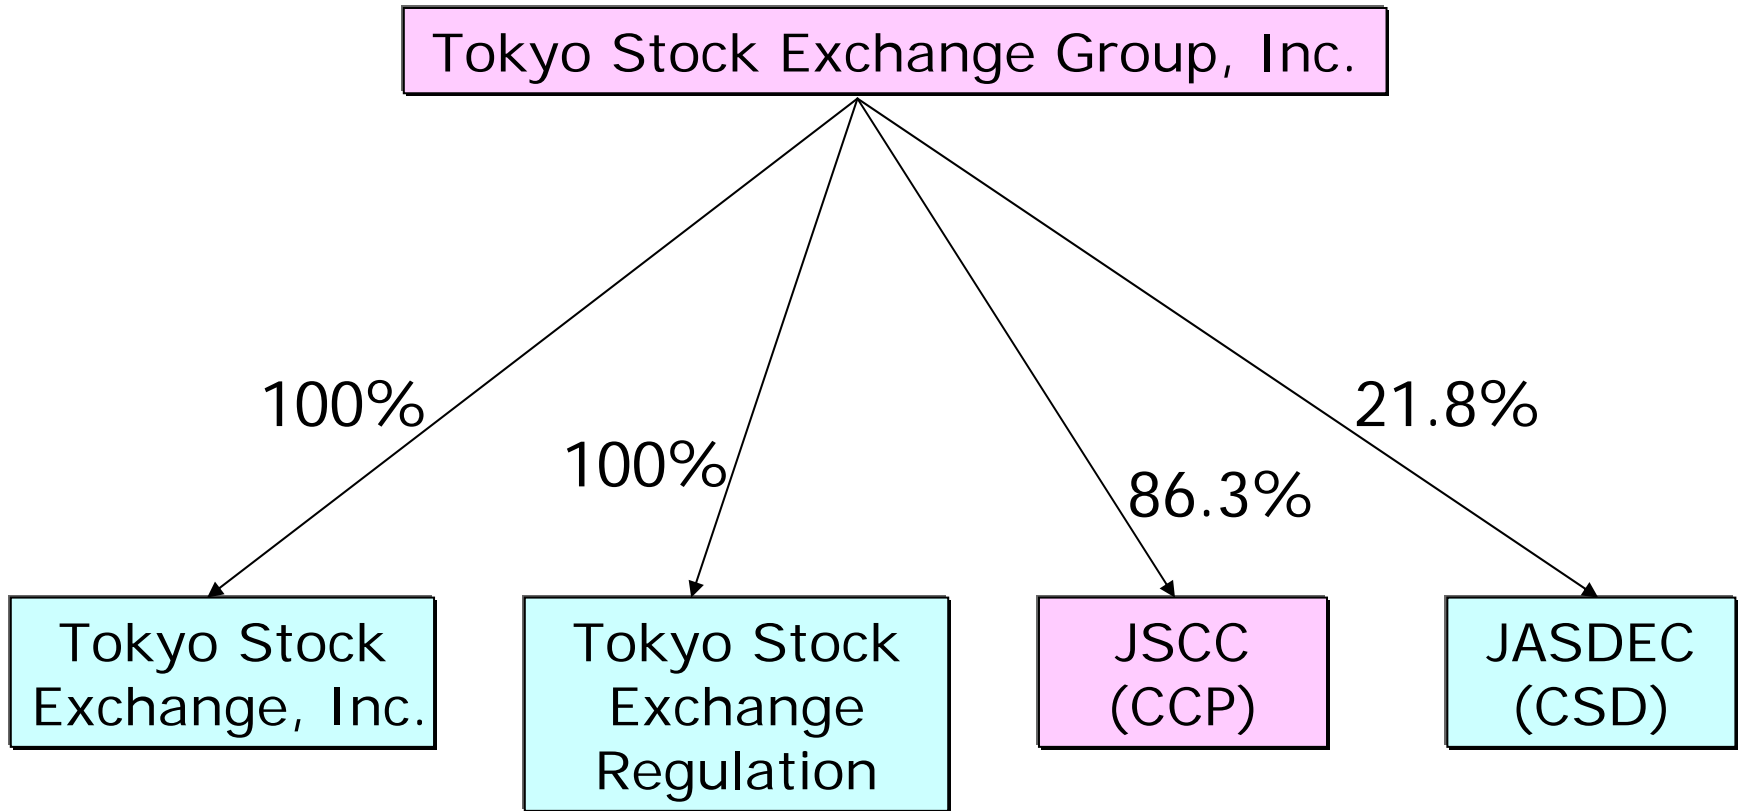 Tokyo Stock Exchange Group, Inc.
100%
100%
86.3%
21.8%
Tokyo Stock
Exchange, Inc.
Tokyo Stock
Exchange
Regulation
JSCC
(CCP)
JASDEC
(CSD)